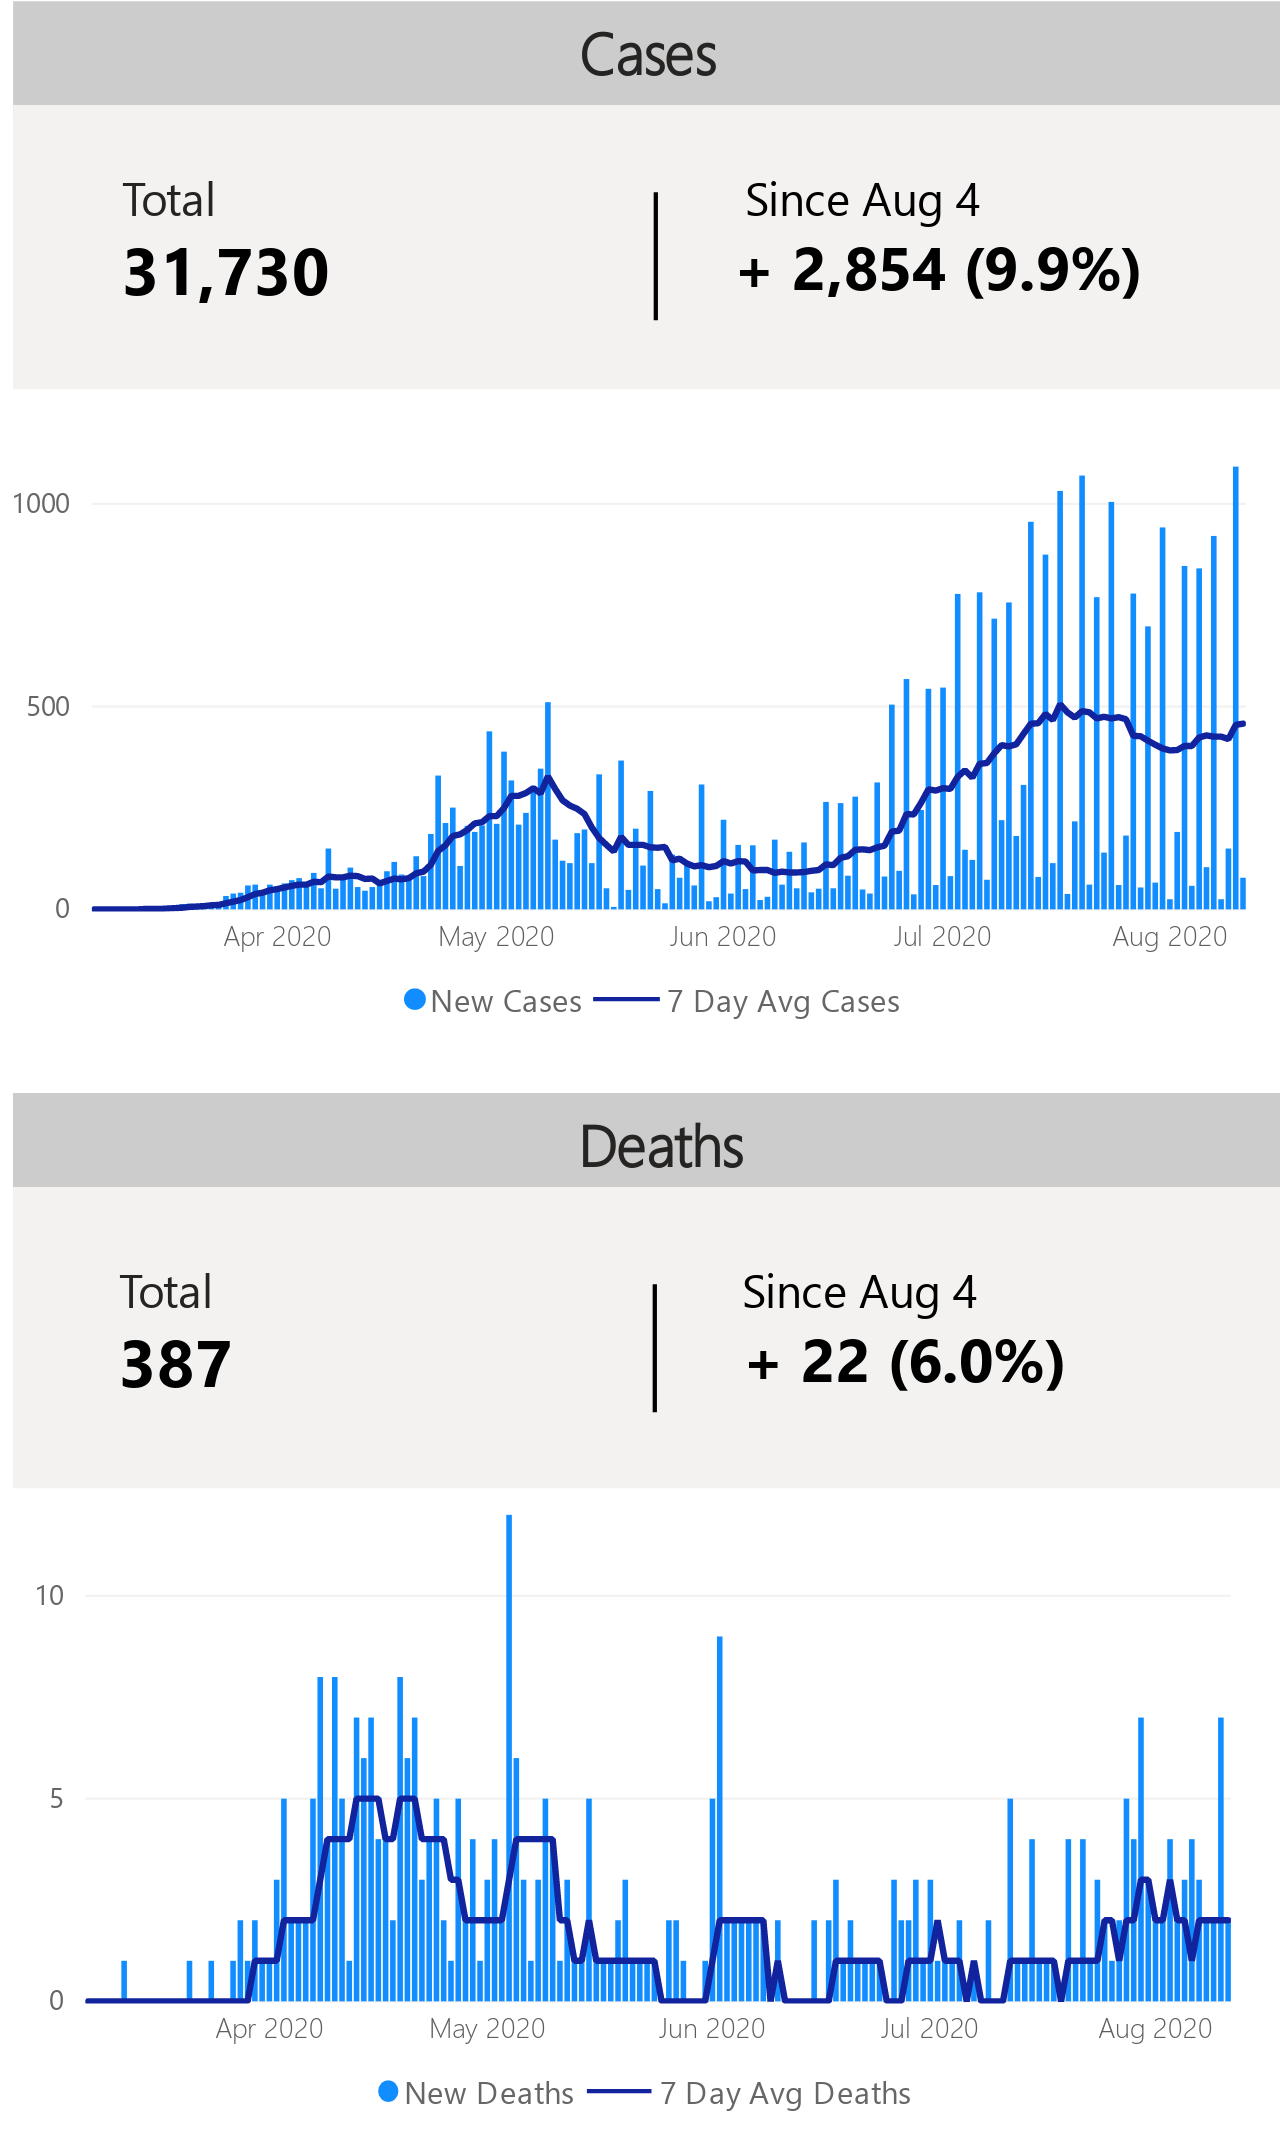 Cases
Total
Since Aug 4
31,730
+ 2,854 (9.9%)
1000
500
0
Apr 2020
May 2020
Jun 2020
Jul 2020
Aug 2020
New Cases
7 Day Avg Cases
Deaths
Total
Since Aug 4
387
+ 22 (6.0%)
10
5
0
Apr 2020
May 2020
Jun 2020
Jul 2020
Aug 2020
New Deaths
7 Day Avg Deaths